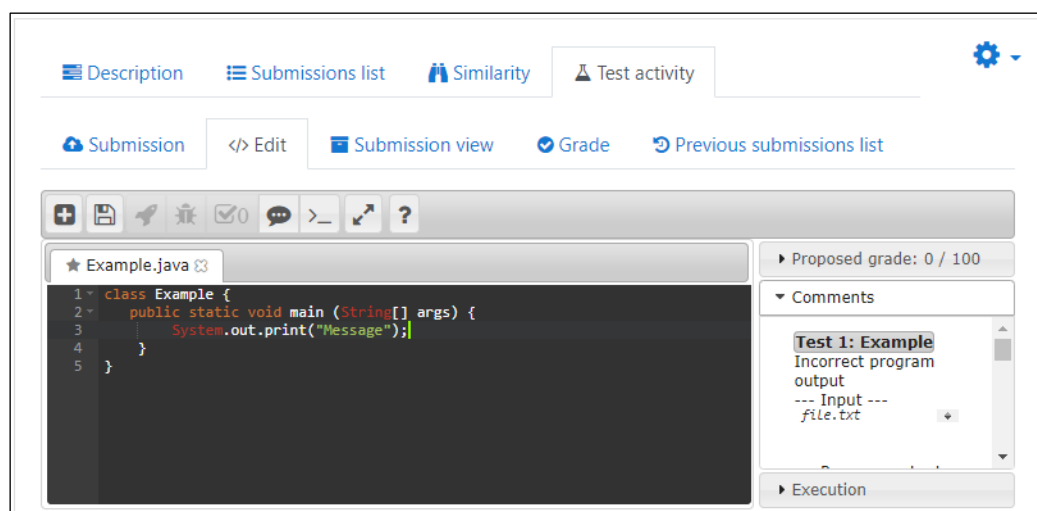 Description Submissions list Similarity Test activity
Submission </> Edit Submission view Grade Previous submissions list
0 >_ ?
Example.java
1 class Example {
2 public static void main (String[] args) {
3 System.out.print("Message");
4 }
5 }
Proposed grade: 0 / 100
Comments
Test 1: Example
Incorrect program
output
--- Input ---
file.txt
Execution